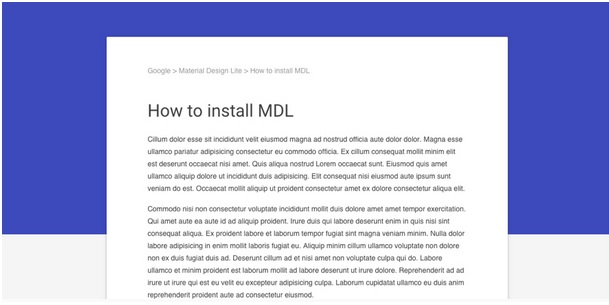 Google > Material Design Lite > How to install MDL
How to install MDL
Cillum dolor esse sit incididunt velit eiusmod magna ad nostrud officia aute dolor dolor. Magna esse
ullamco pariatur adipisicing consectetur eu commodo officia. Ex cillum consequat mollit minim elit
est deserunt occaecat nisi amet. Quis aliqua nostrud Lorem occaecat sunt. Eiusmod quis amet
ullamco aliquip dolore ut incididunt duis adipisicing. Elit consequat nisi eiusmod aute ipsum sunt
veniam do est. Occaecat mollit aliquip ut proident consectetur amet ex dolore consectetur aliqua elit.
Commodo nisi non consectetur voluptate incididunt mollit duis dolore amet amet tempor exercitation.
Qui amet aute ea aute id ad aliquip proident. Irure duis qui labore deserunt enim in quis nisi sint
consequat aliqua. Ex proident labore et laborum tempor fugiat sint magna veniam minim. Nulla dolor
labore adipisicing in enim mollit laboris fugiat eu. Aliquip minim cillum ullamco voluptate non dolore
non ex duis fugiat duis ad. Deserunt cillum ad et nisi amet non voluptate culpa qui do. Labore
ullamco et minim proident est laborum mollit ad labore deserunt ut irure dolore. Reprehenderit ad ad
irure ut irure qui est eu velit eu excepteur adipisicing culpa. Laborum cupidatat ullamco eu duis anim
reprehenderit proident aute ad consectetur eiusmod.